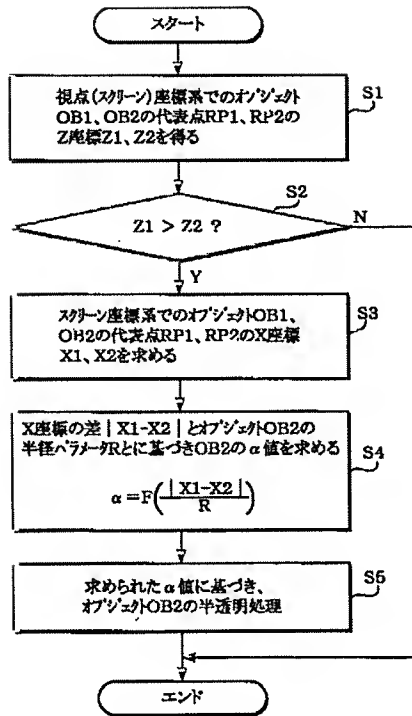 スタート
S1
視点(スクリーン)座標系でのオブジェクト
OB1、OB2の代表点RP1、RP2の
Z座標Z1、Z2を得る
S2
Z1 > Z2 ?
N
Y
S3
スクリーン座標系でのオブジェクトOB1、
OB2の代表点RP1、RP2のX座標
X1、X2を求める
X座標の差|X1-X2|とオブジェクトOB2の
半径パラメータRとに基づきOB2のα値を求める
S4
α=F(|X1-X2|/R)
S5
求められたα値に基づき、
オブジェクトOB2の半透明処理
エンド